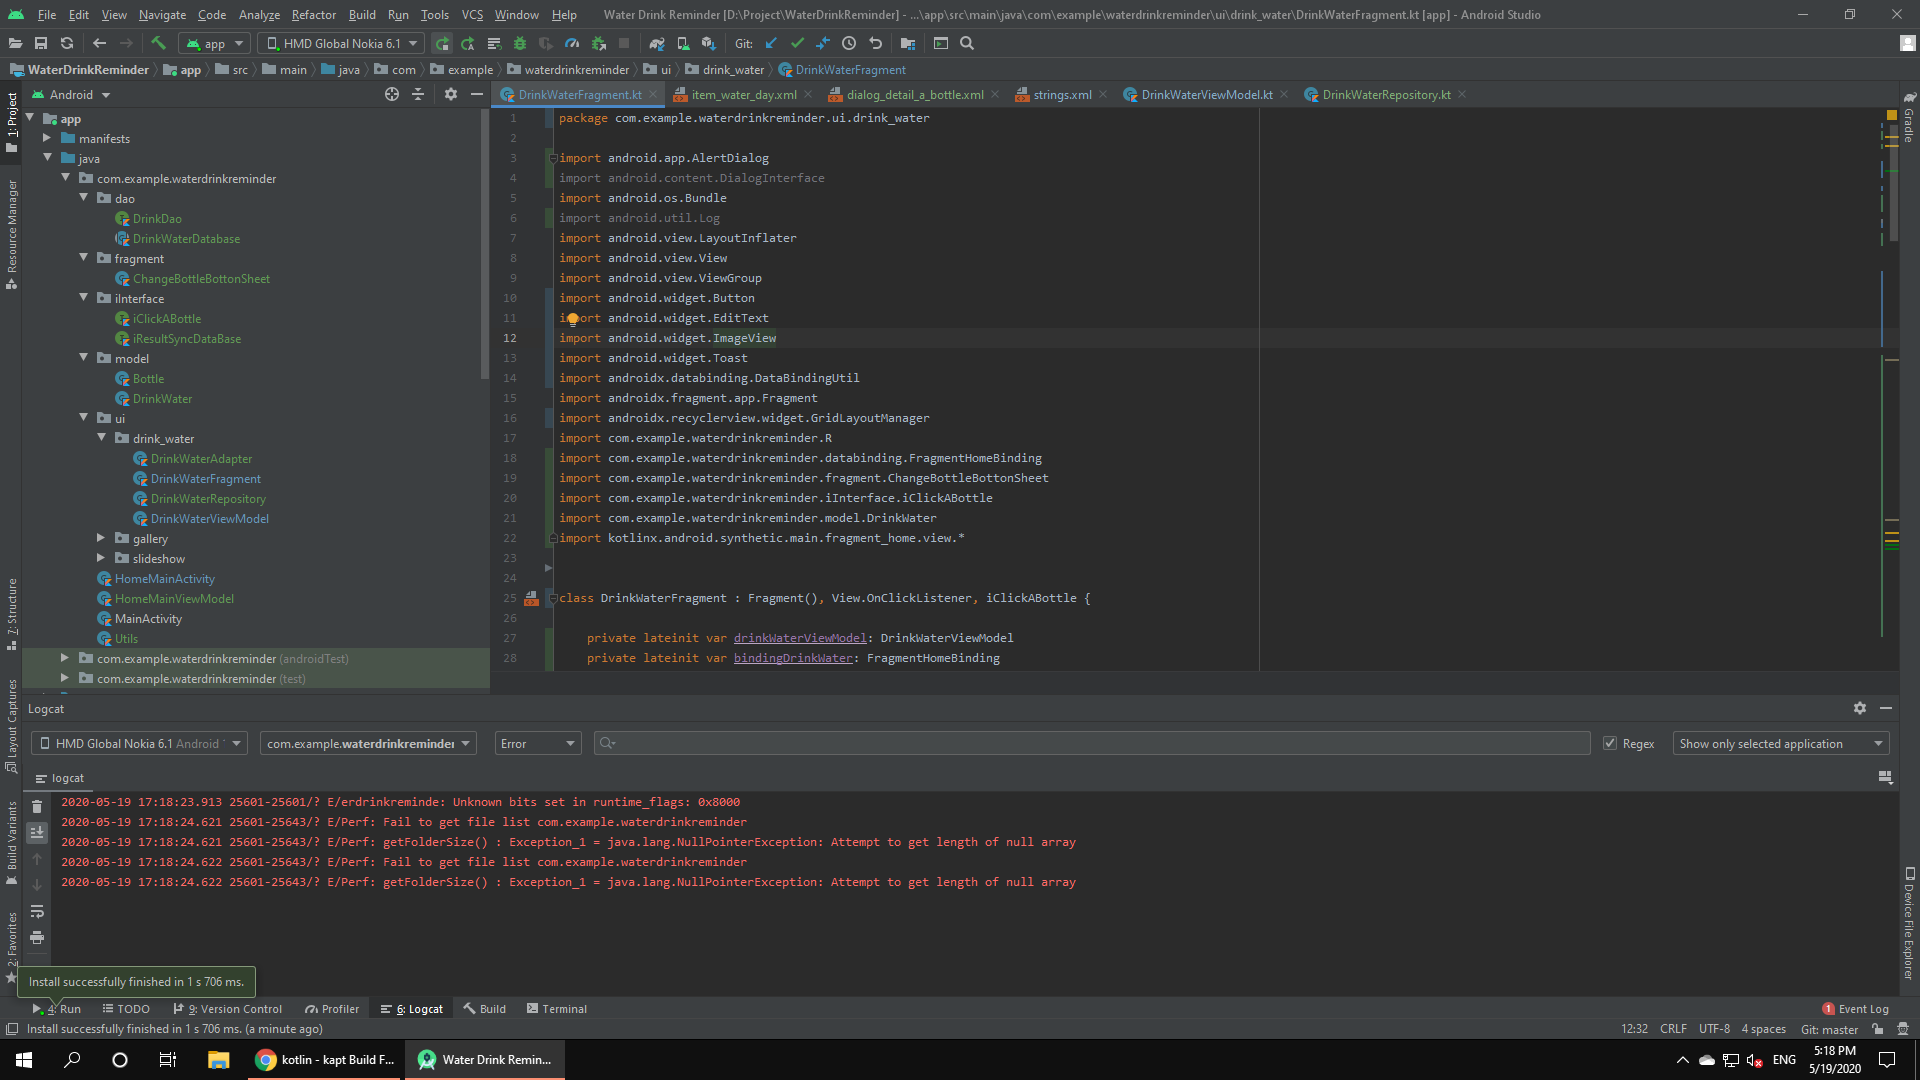 File Edit View Navigate Code Analyze Refactor Build Run Tools VCS Window Help Water Drink Reminder [D:\Project\WaterDrinkReminder] - ...\app\src\main\java\com\example\waterdrinkreminder\ui\drink_water\DrinkWaterFragment.kt [app] - Android Studio
app HMD Global Nokia 6.1 Git:
WaterDrinkReminder app src main java com example waterdrinkreminder ui drink_water DrinkWaterFragment
Android
DrinkWaterFragment.kt item_water_day.xml dialog_detail_a_bottle.xml strings.xml DrinkWaterViewModel.kt DrinkWaterRepository.kt
1: Project
Resource Manager
7: Structure
Layout Captures
Build Variants
2: Favorites
app
manifests
java
com.example.waterdrinkreminder
dao
DrinkDao
DrinkWaterDatabase
fragment
ChangeBottleBottonSheet
iInterface
iClickABottle
iResultSyncDataBase
model
Bottle
DrinkWater
ui
drink_water
DrinkWaterAdapter
DrinkWaterFragment
DrinkWaterRepository
DrinkWaterViewModel
gallery
slideshow
HomeMainActivity
HomeMainViewModel
MainActivity
Utils
com.example.waterdrinkreminder (androidTest)
com.example.waterdrinkreminder (test)
1 package com.example.waterdrinkreminder.ui.drink_water
2
3 import android.app.AlertDialog
4 import android.content.DialogInterface
5 import android.os.Bundle
6 import android.util.Log
7 import android.view.LayoutInflater
8 import android.view.View
9 import android.view.ViewGroup
10 import android.widget.Button
11 import android.widget.EditText
12 import android.widget.ImageView
13 import android.widget.Toast
14 import androidx.databinding.DataBindingUtil
15 import androidx.fragment.app.Fragment
16 import androidx.recyclerview.widget.GridLayoutManager
17 import com.example.waterdrinkreminder.R
18 import com.example.waterdrinkreminder.databinding.FragmentHomeBinding
19 import com.example.waterdrinkreminder.fragment.ChangeBottleBottonSheet
20 import com.example.waterdrinkreminder.iInterface.iClickABottle
21 import com.example.waterdrinkreminder.model.DrinkWater
22 import kotlinx.android.synthetic.main.fragment_home.view.*
23
24
25 class DrinkWaterFragment : Fragment(), View.OnClickListener, iClickABottle {
26
27 private lateinit var drinkWaterViewModel: DrinkWaterViewModel
28 private lateinit var bindingDrinkWater: FragmentHomeBinding
Gradle
Device File Explorer
Logcat
HMD Global Nokia 6.1 Android com.example.waterdrinkreminder Error Regex Show only selected application
logcat
2020-05-19 17:18:23.913 25601-25601/? E/erdrinkreminde: Unknown bits set in runtime_flags: 0x8000
2020-05-19 17:18:24.621 25601-25643/? E/Perf: Fail to get file list com.example.waterdrinkreminder
2020-05-19 17:18:24.621 25601-25643/? E/Perf: getFolderSize() : Exception_1 = java.lang.NullPointerException: Attempt to get length of null array
2020-05-19 17:18:24.622 25601-25643/? E/Perf: Fail to get file list com.example.waterdrinkreminder
2020-05-19 17:18:24.622 25601-25643/? E/Perf: getFolderSize() : Exception_1 = java.lang.NullPointerException: Attempt to get length of null array
Install successfully finished in 1 s 706 ms.
4: Run TODO 9: Version Control Profiler 6: Logcat Build Terminal 1 Event Log
Install successfully finished in 1 s 706 ms. (a minute ago) 12:32 CRLF UTF-8 4 spaces Git: master
kotlin - kapt Build F... Water Drink Remin... ENG 5:18 PM
5/19/2020